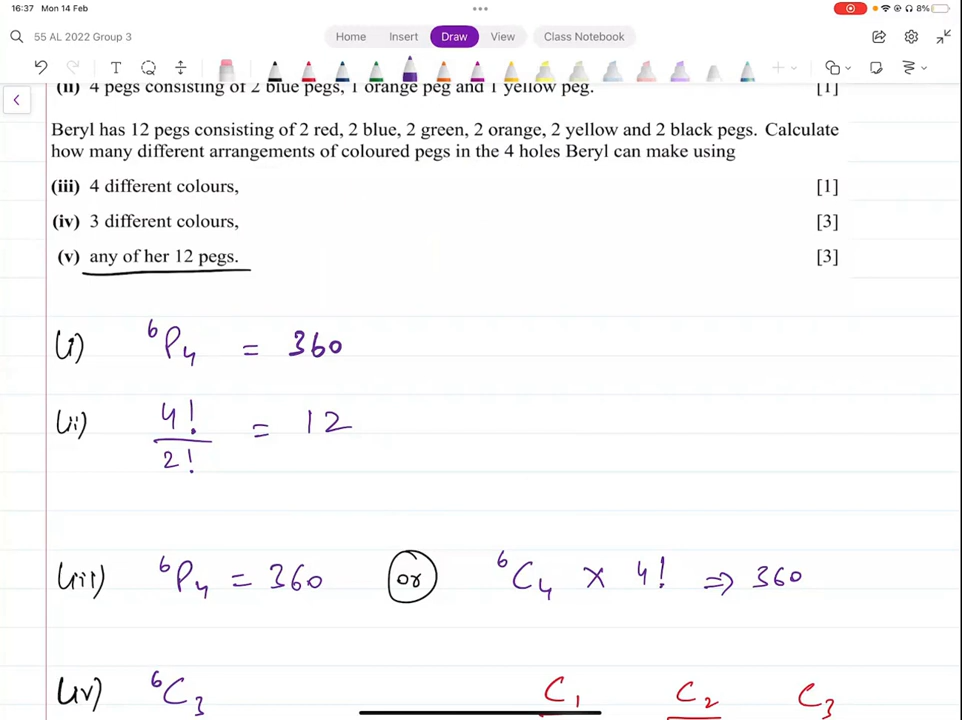 16:37 Mon 14 Feb 8%
55 AL 2022 Group 3 Home Insert Draw View Class Notebook
(ii) 4 pegs consisting of 2 blue pegs, 1 orange peg and 1 yellow peg. [1]
Beryl has 12 pegs consisting of 2 red, 2 blue, 2 green, 2 orange, 2 yellow and 2 black pegs. Calculate
how many different arrangements of coloured pegs in the 4 holes Beryl can make using
(iii) 4 different colours, [1]
(iv) 3 different colours, [3]
(v) any of her 12 pegs. [3]
(i) ⁶P₄ = 360
(ii) 4!/2! = 12
(iii) ⁶P₄ = 360 or ⁶C₄ × 4! ⇒ 360
(iv) ⁶C₃ C₁ C₂ C₃